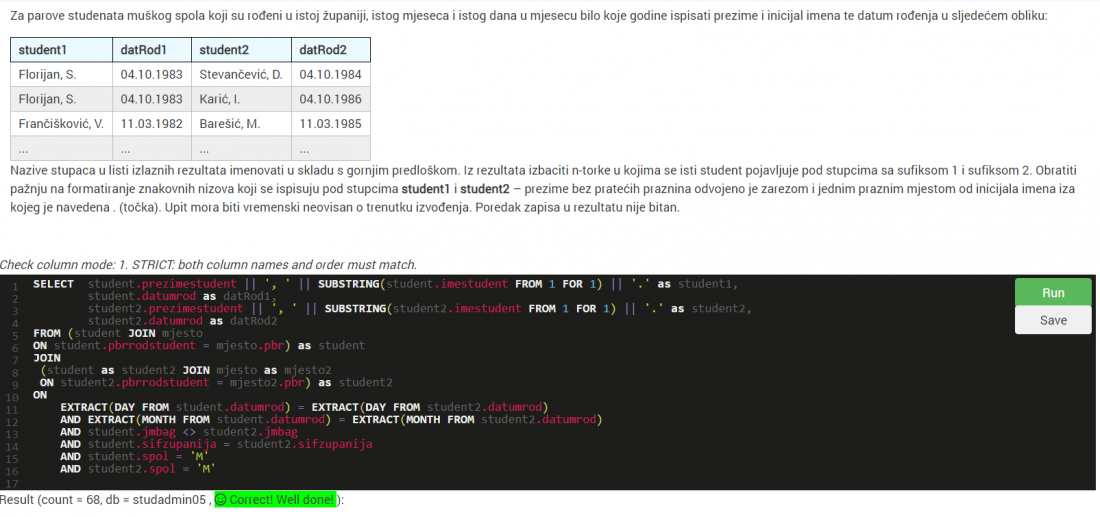 Za parove studenata muškog spola koji su rođeni u istoj županiji, istog mjeseca i istog dana u mjesecu bilo koje godine ispisati prezime i inicijal imena te datum rođenja u sljedećem obliku:
student1 datRod1 student2 datRod2
Florijan, S. 04.10.1983 Stevančević, D. 04.10.1984
Florijan, S. 04.10.1983 Karić, I. 04.10.1986
Frančišković, V. 11.03.1982 Barešić, M. 11.03.1985
... ... ... ...
Nazive stupaca u listi izlaznih rezultata imenovati u skladu s gornjim predloškom. Iz rezultata izbaciti n-torke u kojima se isti student pojavljuje pod stupcima sa sufiksom 1 i sufiksom 2. Obratiti
pažnju na formatiranje znakovnih nizova koji se ispisuju pod stupcima student1 i student2 – prezime bez pratećih praznina odvojeno je zarezom i jednim praznim mjestom od inicijala imena iza
kojeg je navedena . (točka). Upit mora biti vremenski neovisan o trenutku izvođenja. Poredak zapisa u rezultatu nije bitan.
Check column mode: 1. STRICT: both column names and order must match.
1 SELECT student.prezimestudent || ', ' || SUBSTRING(student.imestudent FROM 1 FOR 1) || '.' as student1,
2 student.datumrod as datRod1,
3 student2.prezimestudent || ', ' || SUBSTRING(student2.imestudent FROM 1 FOR 1) || '.' as student2,
4 student2.datumrod as datRod2
5 FROM (student JOIN mjesto
6 ON student.pbrrodstudent = mjesto.pbr) as student
7 JOIN
8 (student as student2 JOIN mjesto as mjesto2
9 ON student2.pbrrodstudent = mjesto2.pbr) as student2
10 ON
11 EXTRACT(DAY FROM student.datumrod) = EXTRACT(DAY FROM student2.datumrod)
12 AND EXTRACT(MONTH FROM student.datumrod) = EXTRACT(MONTH FROM student2.datumrod)
13 AND student.jmbag <> student2.jmbag
14 AND student.sifzupanija = student2.sifzupanija
15 AND student.spol = 'M'
16 AND student2.spol = 'M'
17
Run
Save
Result (count = 68, db = studadmin05 , Correct! Well done! ):